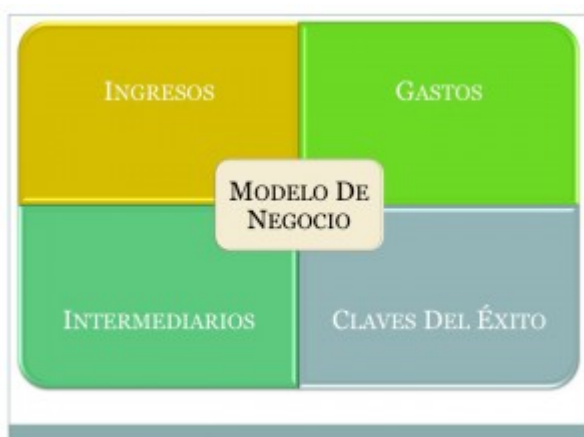 INGRESOS
GASTOS
MODELO DE
NEGOCIO
INTERMEDIARIOS
CLAVES DEL ÉXITO